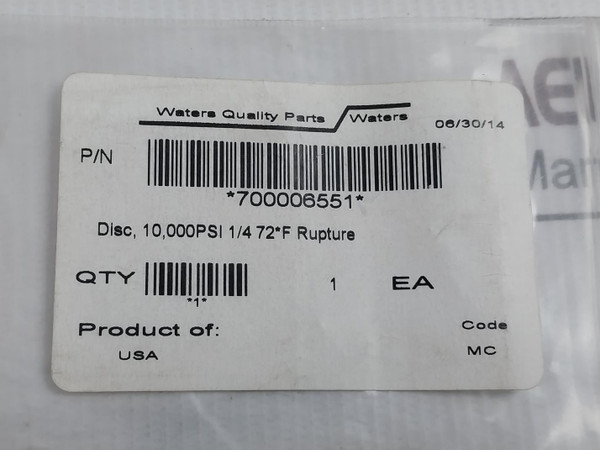 Waters Quality Parts Waters 06/30/14
P/N
*700006551*
Disc, 10,000PSI 1/4 72*F Rupture
QTY 1 EA
*1*
Product of: Code
USA MC